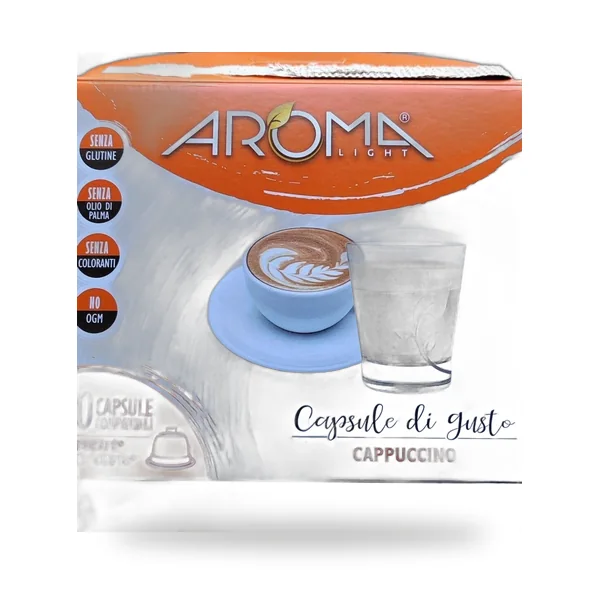 AROMA®
LIGHT
SENZA
GLUTINE
SENZA
OLIO DI
PALMA
SENZA
COLORANTI
NO
OGM
CAPSULE
Capsule di gusto
CAPPUCCINO